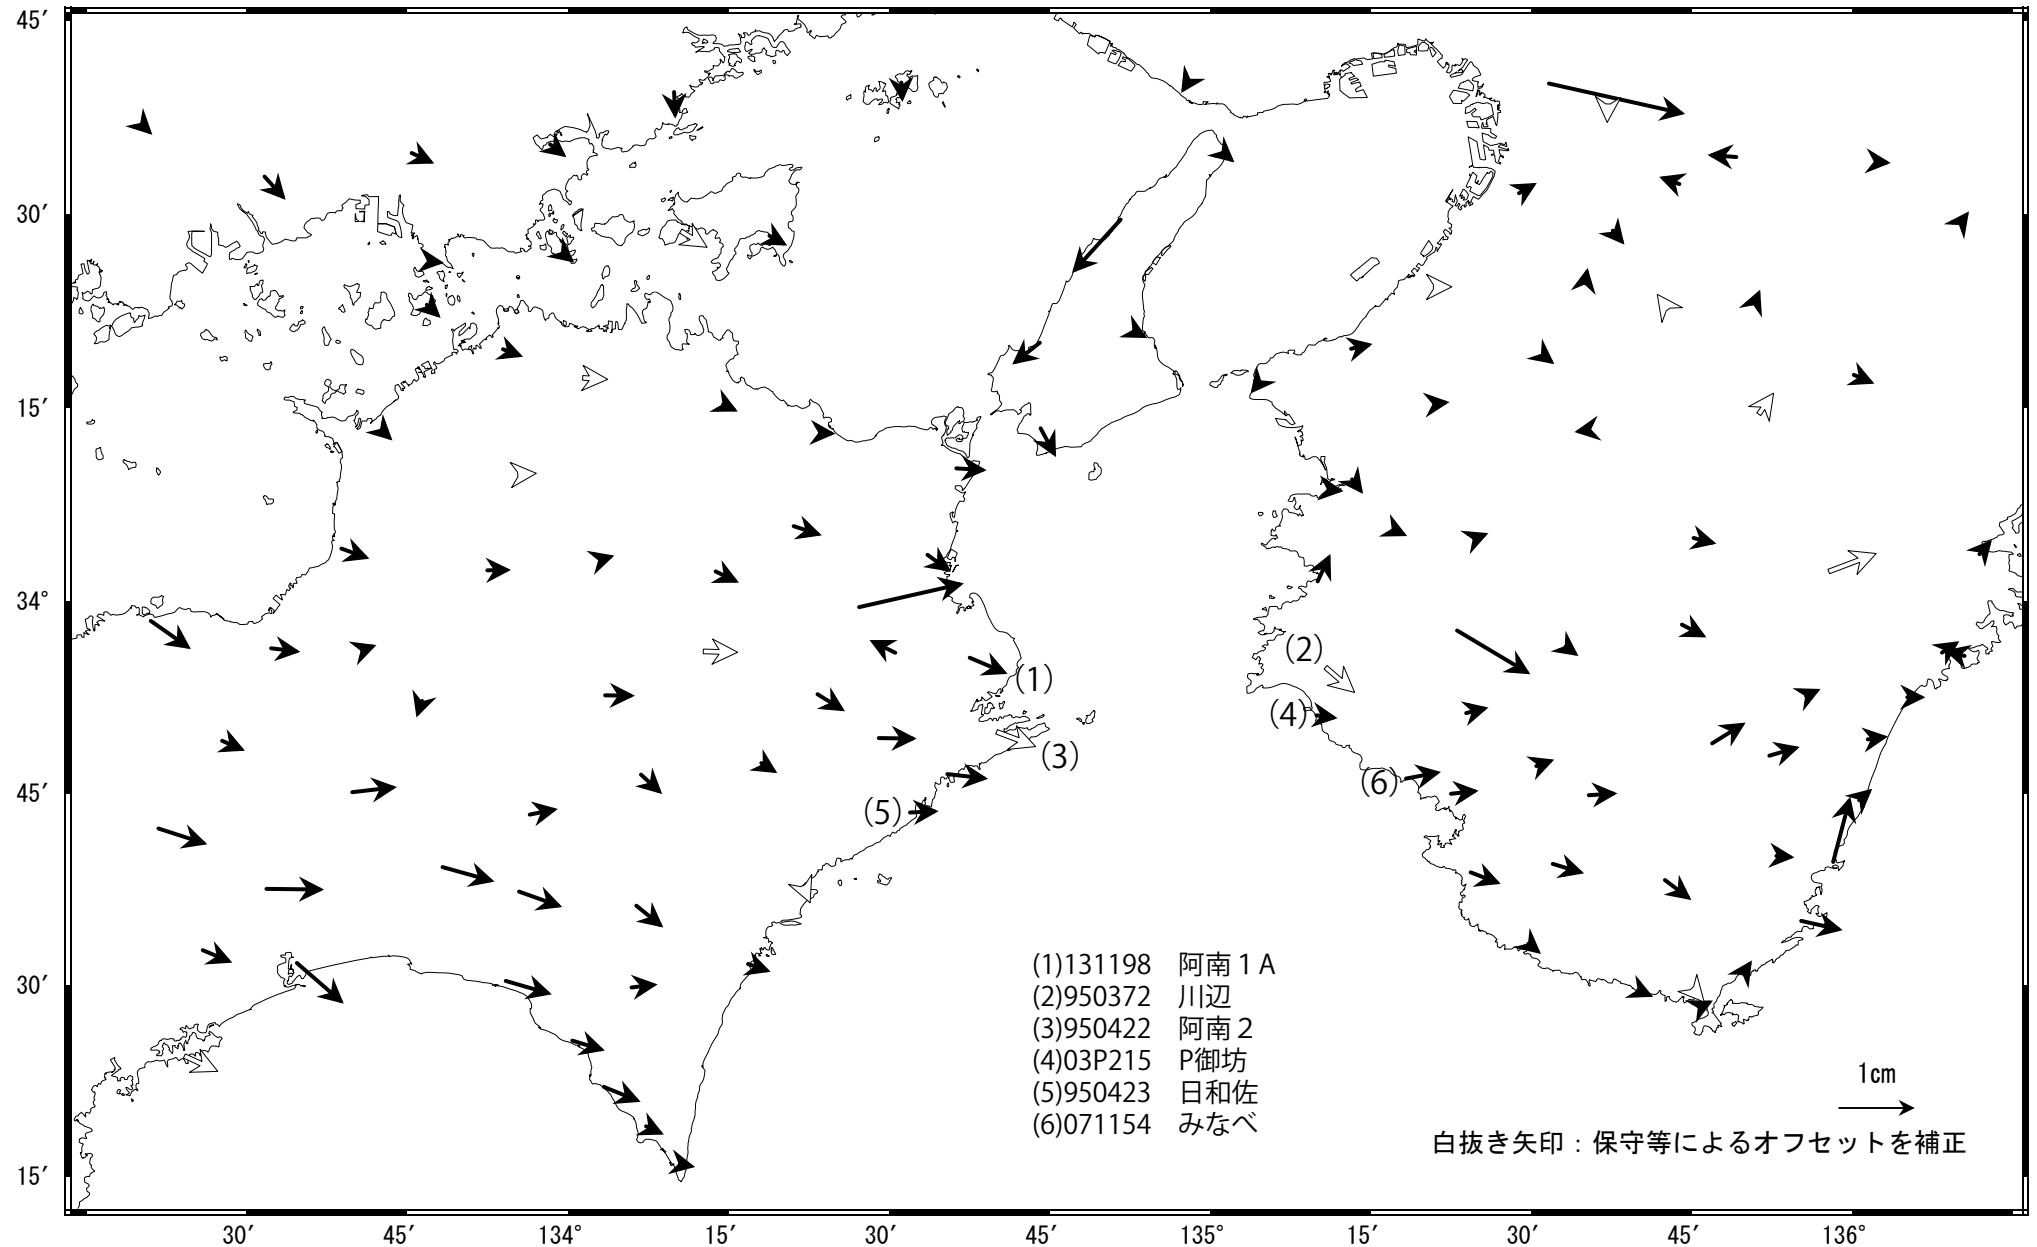 45′
30′
15′
34°
45′
30′
15′
(2)
(1)
(4)
(3)
(6)
(5)
(1)131198 阿南１A
(2)950372 川辺
(3)950422 阿南２
(4)03P215 P御坊
(5)950423 日和佐
(6)071154 みなべ
1cm
白抜き矢印：保守等によるオフセットを補正
30′ 45′ 134° 15′ 30′ 45′ 135° 15′ 30′ 45′ 136°